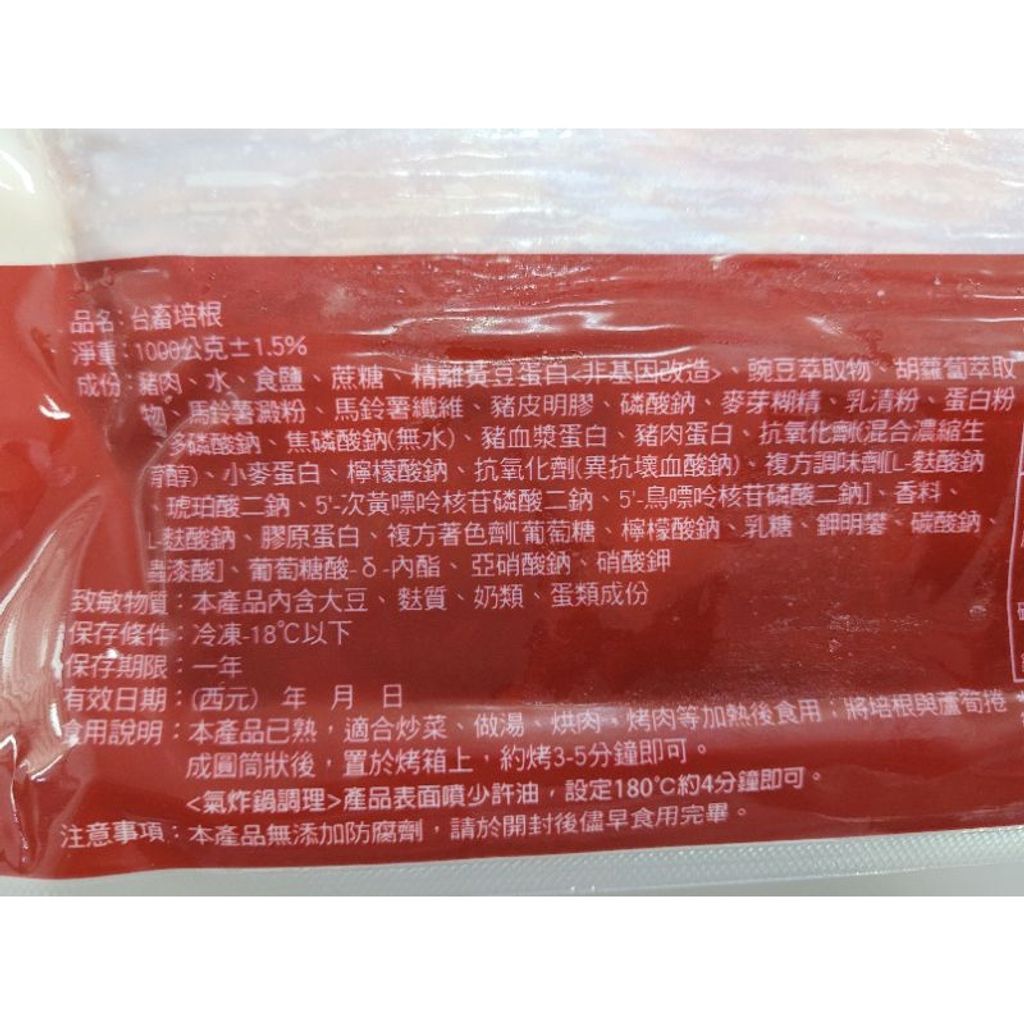 品名：台畜培根
淨重：1000公克±1.5%
成份：豬肉、水、食鹽、蔗糖、精離黃豆蛋白<非基因改造>、豌豆萃取物、胡蘿蔔萃取
物、馬鈴薯澱粉、馬鈴薯纖維、豬皮明膠、磷酸鈉、麥芽糊精、乳清粉、蛋白粉
多磷酸鈉、焦磷酸鈉(無水)、豬血漿蛋白、豬肉蛋白、抗氧化劑(混合濃縮生
育醇)、小麥蛋白、檸檬酸鈉、抗氧化劑(異抗壞血酸鈉)、複方調味劑[L-麩酸鈉
、琥珀酸二鈉、5'-次黃嘌呤核苷磷酸二鈉、5'-鳥嘌呤核苷磷酸二鈉]、香料、
L-麩酸鈉、膠原蛋白、複方著色劑[葡萄糖、檸檬酸鈉、乳糖、鉀明礬、碳酸鈉、
蟲漆酸]、葡萄糖酸-δ-內酯、亞硝酸鈉、硝酸鉀
致敏物質：本產品內含大豆、麩質、奶類、蛋類成份
保存條件：冷凍-18℃以下
保存期限：一年
有效日期：(西元) 年 月 日
食用說明：本產品已熟，適合炒菜、做湯、烘肉，烤肉等加熱後食用；將培根與蘆筍捲
成圓筒狀後，置於烤箱上，約烤3-5分鐘即可。
<氣炸鍋調理>產品表面噴少許油，設定180℃約4分鐘即可。
注意事項：本產品無添加防腐劑，請於開封後儘早食用完畢。